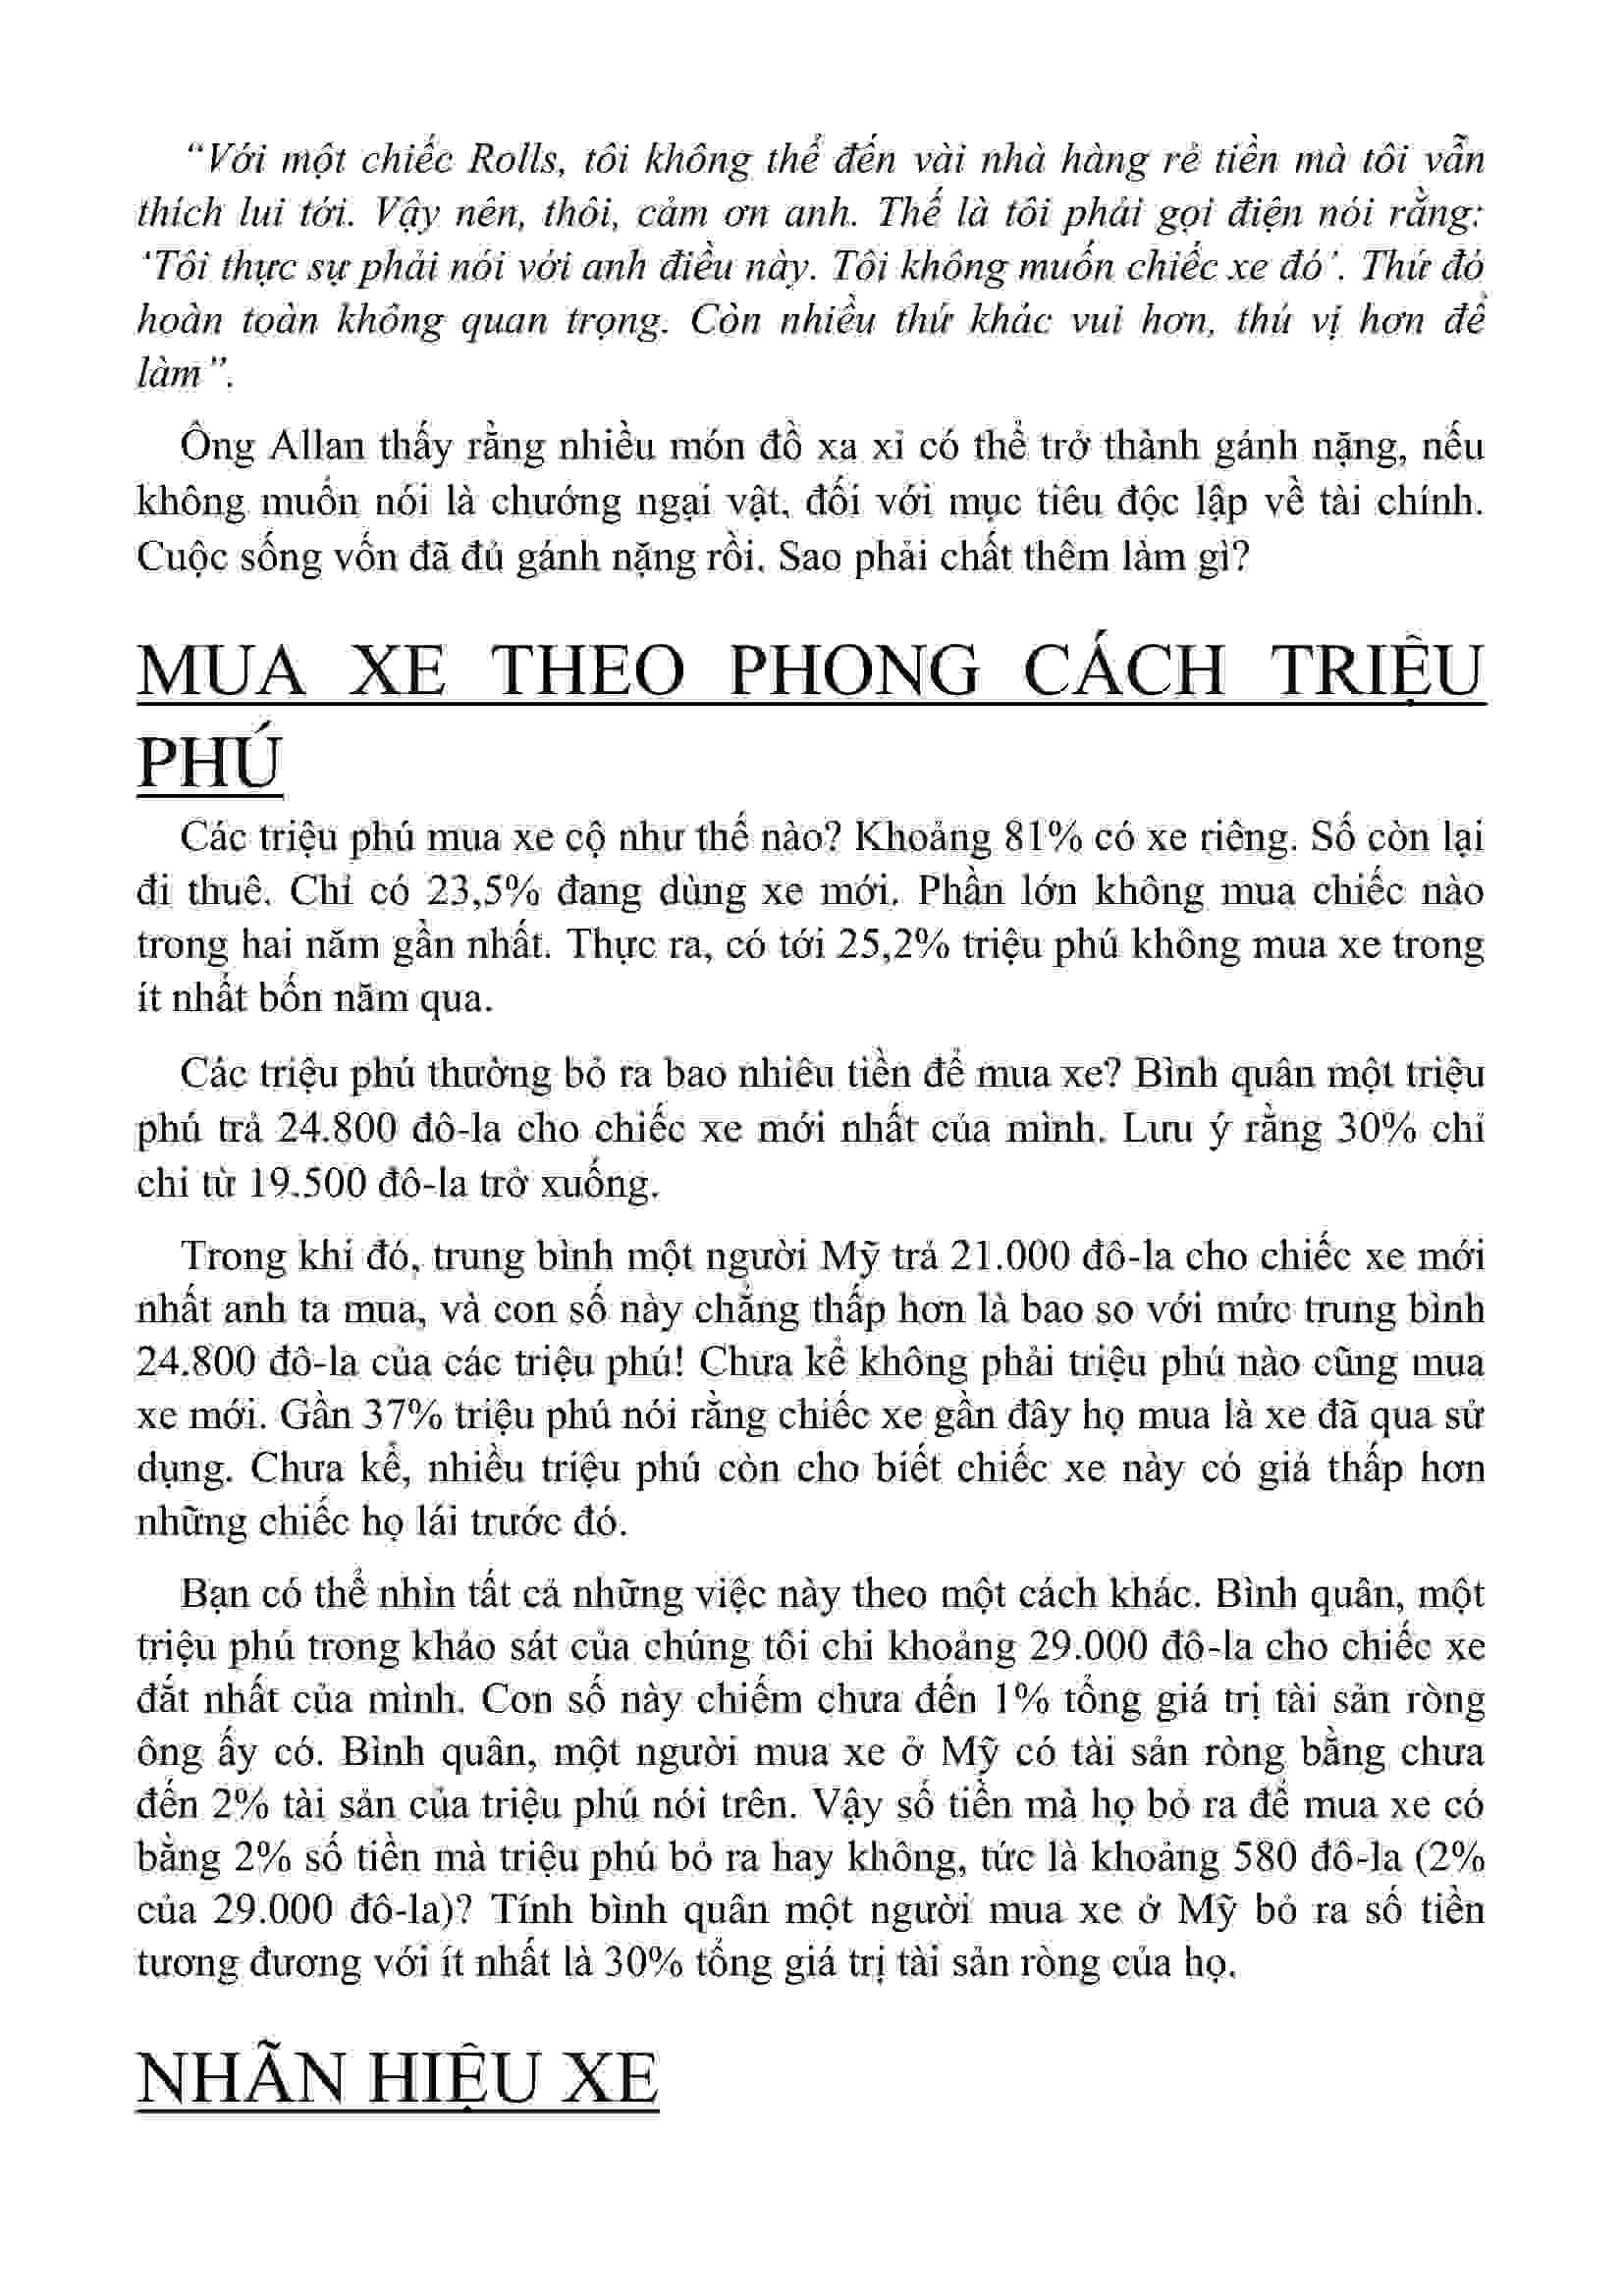 “Với một chiếc Rolls, tôi không thể đến vài nhà hàng rẻ tiền mà tôi vẫn
thích lui tới. Vậy nên, thôi, cảm ơn anh. Thế là tôi phải gọi điện nói rằng:
‘Tôi thực sự phải nói với anh điều này. Tôi không muốn chiếc xe đó’. Thứ đó
hoàn toàn không quan trọng. Còn nhiều thứ khác vui hơn, thú vị hơn để
làm”.
Ông Allan thấy rằng nhiều món đồ xa xỉ có thể trở thành gánh nặng, nếu
không muốn nói là chướng ngại vật, đối với mục tiêu độc lập về tài chính.
Cuộc sống vốn đã đủ gánh nặng rồi. Sao phải chất thêm làm gì?
MUA XE THEO PHONG CÁCH TRIỆU
PHÚ
Các triệu phú mua xe cộ như thế nào? Khoảng 81% có xe riêng. Số còn lại
đi thuê. Chỉ có 23,5% đang dùng xe mới. Phần lớn không mua chiếc nào
trong hai năm gần nhất. Thực ra, có tới 25,2% triệu phú không mua xe trong
ít nhất bốn năm qua.
Các triệu phú thường bỏ ra bao nhiêu tiền để mua xe? Bình quân một triệu
phú trả 24.800 đô-la cho chiếc xe mới nhất của mình. Lưu ý rằng 30% chỉ
chi từ 19.500 đô-la trở xuống.
Trong khi đó, trung bình một người Mỹ trả 21.000 đô-la cho chiếc xe mới
nhất anh ta mua, và con số này chẳng thấp hơn là bao so với mức trung bình
24.800 đô-la của các triệu phú! Chưa kể không phải triệu phú nào cũng mua
xe mới. Gần 37% triệu phú nói rằng chiếc xe gần đây họ mua là xe đã qua sử
dụng. Chưa kể, nhiều triệu phú còn cho biết chiếc xe này có giá thấp hơn
những chiếc họ lái trước đó.
Bạn có thể nhìn tất cả những việc này theo một cách khác. Bình quân, một
triệu phú trong khảo sát của chúng tôi chi khoảng 29.000 đô-la cho chiếc xe
đắt nhất của mình. Con số này chiếm chưa đến 1% tổng giá trị tài sản ròng
ông ấy có. Bình quân, một người mua xe ở Mỹ có tài sản ròng bằng chưa
đến 2% tài sản của triệu phú nói trên. Vậy số tiền mà họ bỏ ra để mua xe có
bằng 2% số tiền mà triệu phú bỏ ra hay không, tức là khoảng 580 đô-la (2%
của 29.000 đô-la)? Tính bình quân một người mua xe ở Mỹ bỏ ra số tiền
tương đương với ít nhất là 30% tổng giá trị tài sản ròng của họ.
NHÃN HIỆU XE